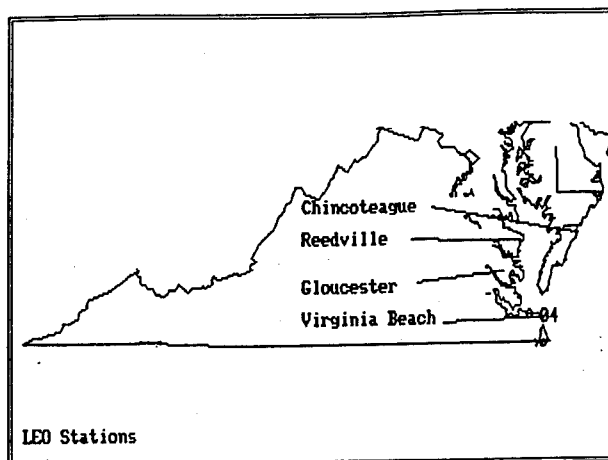 Chincoteague
Reedville
Gloucester
Virginia Beach
04
LEO Stations